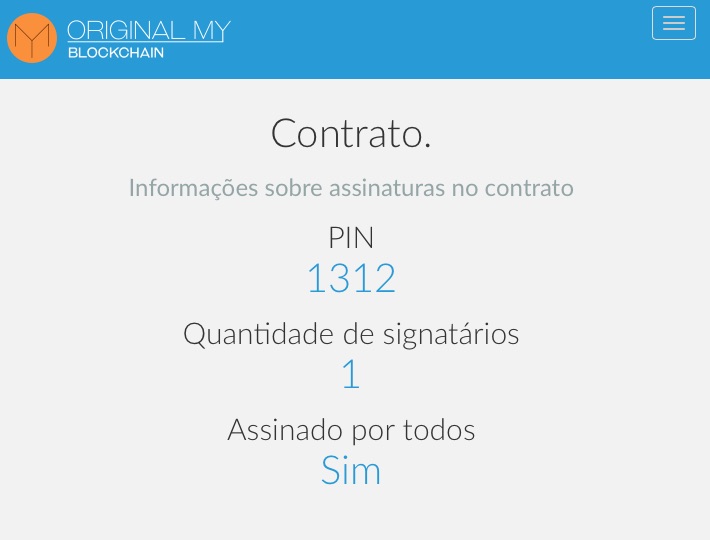 ORIGINAL MY
BLOCKCHAIN
Contrato.
Informações sobre assinaturas no contrato
PIN
1312
Quantidade de signatários
1
Assinado por todos
Sim